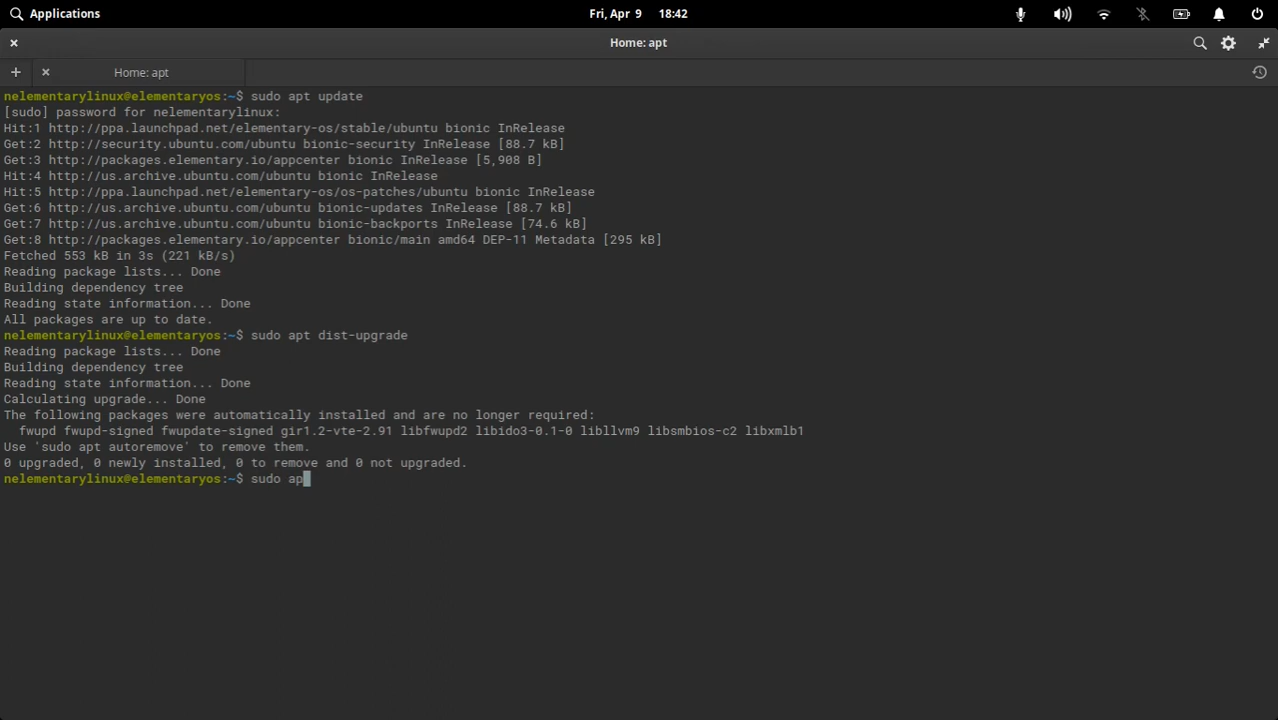 Applications
Fri, Apr 9 18:42
Home: apt
Home: apt
nelementarylinux@elementaryos:~$ sudo apt update
[sudo] password for nelementarylinux:
Hit:1 http://ppa.launchpad.net/elementary-os/stable/ubuntu bionic InRelease
Get:2 http://security.ubuntu.com/ubuntu bionic-security InRelease [88.7 kB]
Get:3 http://packages.elementary.io/appcenter bionic InRelease [5,908 B]
Hit:4 http://us.archive.ubuntu.com/ubuntu bionic InRelease
Hit:5 http://ppa.launchpad.net/elementary-os/os-patches/ubuntu bionic InRelease
Get:6 http://us.archive.ubuntu.com/ubuntu bionic-updates InRelease [88.7 kB]
Get:7 http://us.archive.ubuntu.com/ubuntu bionic-backports InRelease [74.6 kB]
Get:8 http://packages.elementary.io/appcenter bionic/main amd64 DEP-11 Metadata [295 kB]
Fetched 553 kB in 3s (221 kB/s)
Reading package lists... Done
Building dependency tree
Reading state information... Done
All packages are up to date.
nelementarylinux@elementaryos:~$ sudo apt dist-upgrade
Reading package lists... Done
Building dependency tree
Reading state information... Done
Calculating upgrade... Done
The following packages were automatically installed and are no longer required:
  fwupd fwupd-signed fwupdate-signed gir1.2-vte-2.91 libfwupd2 libido3-0.1-0 libllvm9 libsmbios-c2 libxmlb1
Use 'sudo apt autoremove' to remove them.
0 upgraded, 0 newly installed, 0 to remove and 0 not upgraded.
nelementarylinux@elementaryos:~$ sudo ap